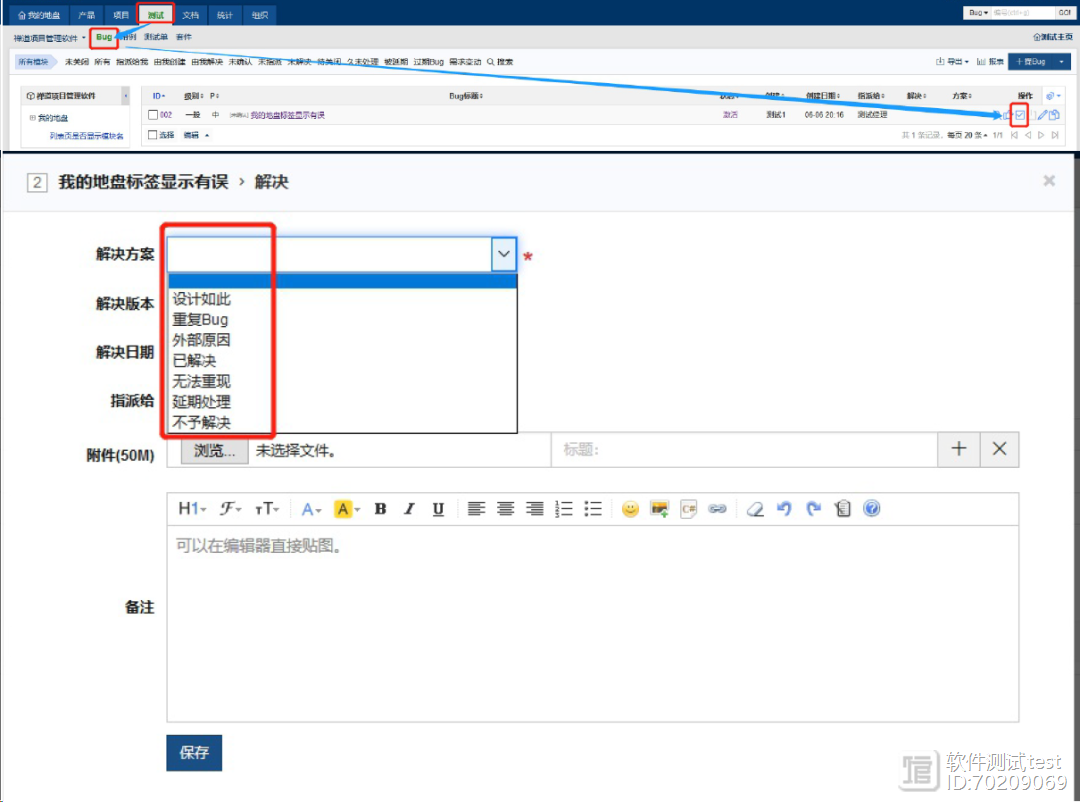 我的地盘 产品 项目 测试 文档 统计 组织 Bug GO!
禅道项目管理软件 Bug 测试单 套件 测试主页
所有模块 未关闭 所有 指派给我 由我创建 由我解决 未确认 未指派 未解决 待关闭 久未处理 被延期 过期Bug 需求变动 搜索 导出 报表 +提Bug
禅道项目管理软件 ID 级别 P Bug标题 创建日期 指派给 解决 方案 操作
我的地盘 002 一般 中 我的地盘标签显示有误 激活 测试1 06-06 20:16 测试经理
列表页是否显示模块名 选择 编辑 共 1 条记录, 每页 20 条 1/1
2 我的地盘标签显示有误 › 解决 ×
解决方案 *
设计如此
解决版本
重复Bug
外部原因
解决日期
已解决
无法重现
指派给
延期处理
不予解决
附件(50M) 浏览... 未选择文件。 标题:
H1 F TT A A B I U C#
可以在编辑器直接贴图。
备注
保存
软件测试test
ID:70209069